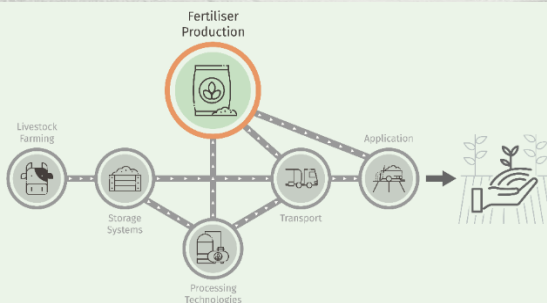 Fertiliser
Production
Livestock
Farming
Application
Storage
Systems
Transport
Processing
Technologies